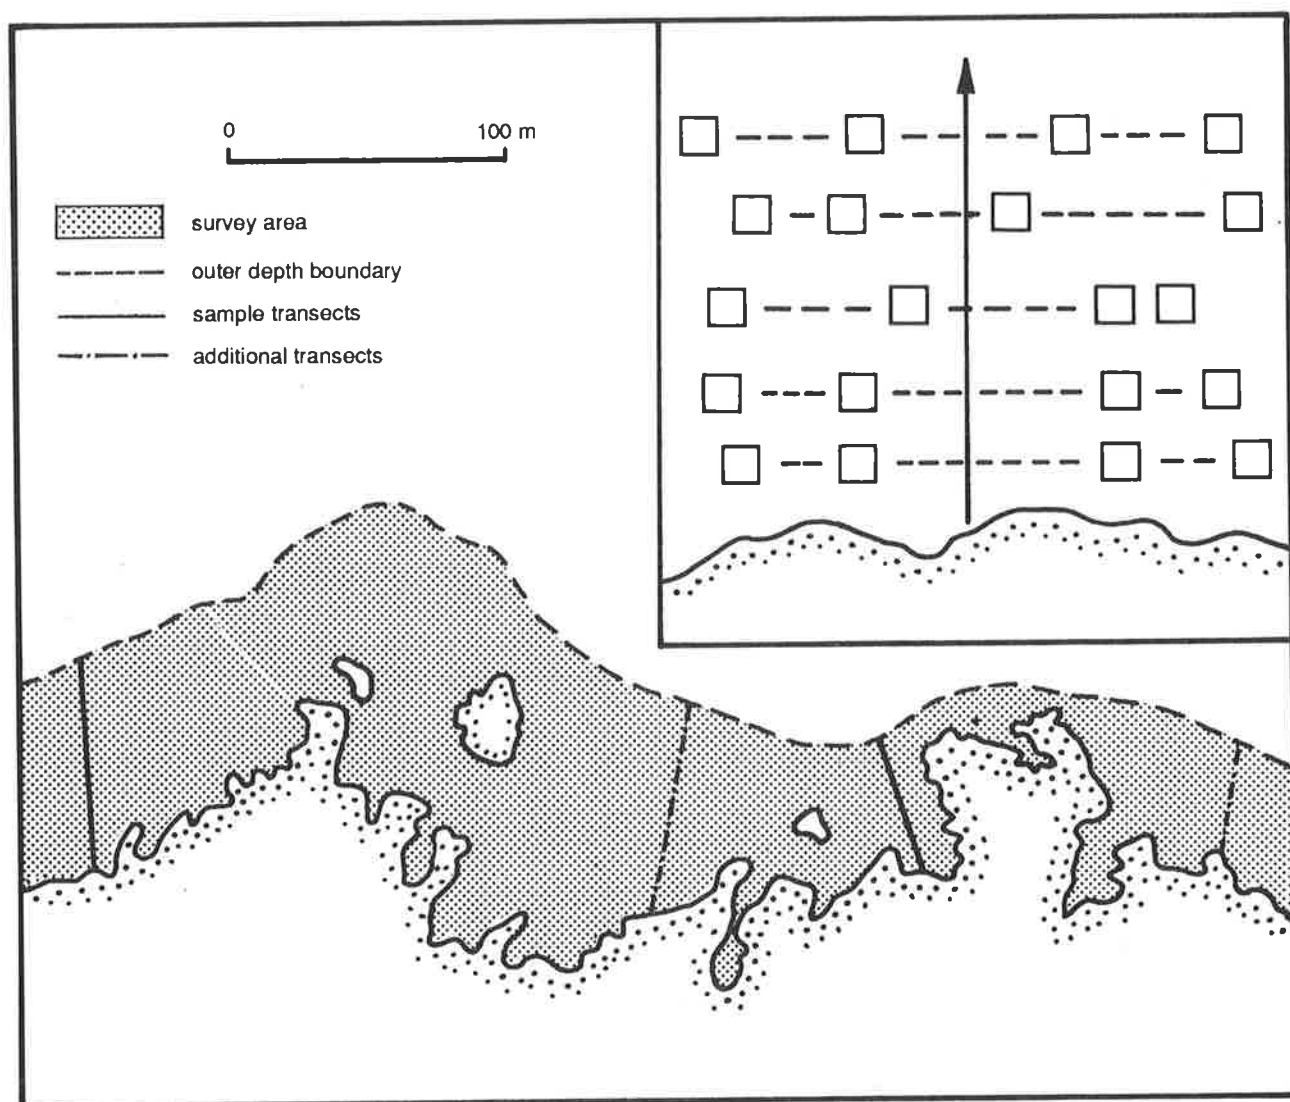 0 100 m
survey area
outer depth boundary
sample transects
additional transects